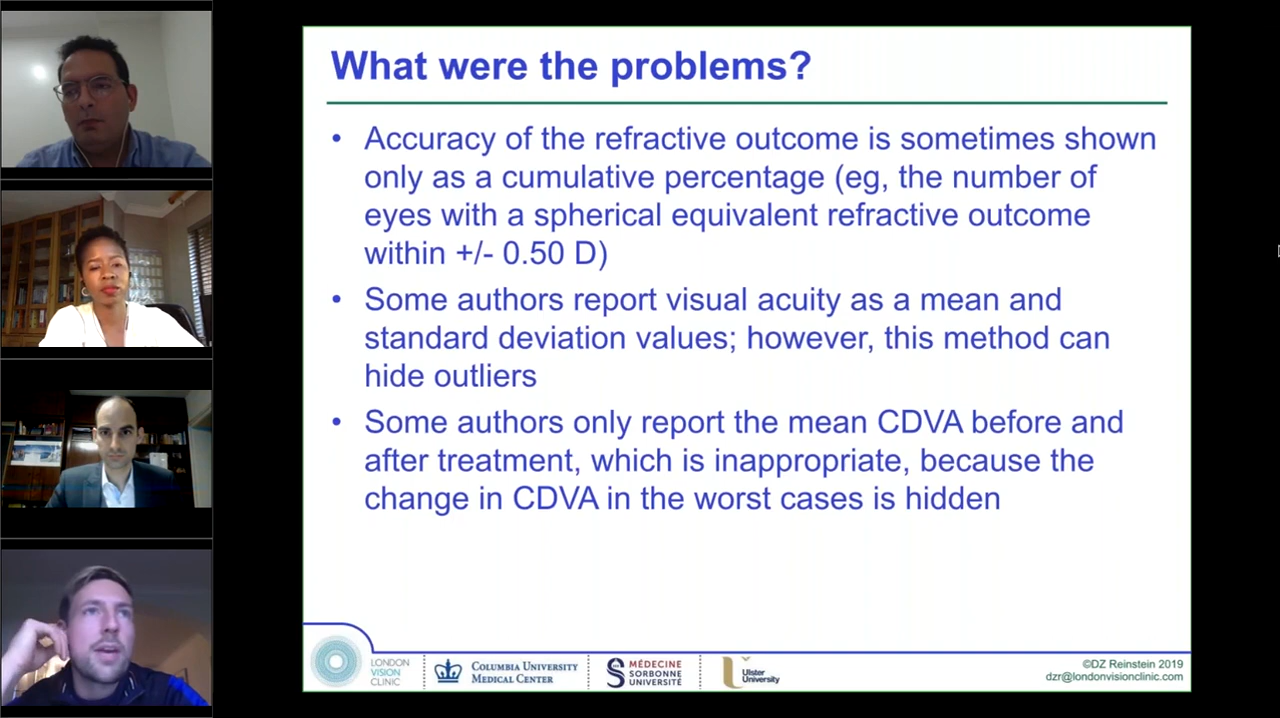 What were the problems?
• Accuracy of the refractive outcome is sometimes shown
only as a cumulative percentage (eg, the number of
eyes with a spherical equivalent refractive outcome
within +/- 0.50 D)
• Some authors report visual acuity as a mean and
standard deviation values; however, this method can
hide outliers
• Some authors only report the mean CDVA before and
after treatment, which is inappropriate, because the
change in CDVA in the worst cases is hidden
LONDON
VISION
CLINIC
COLUMBIA UNIVERSITY
MEDICAL CENTER
MÉDECINE
SORBONNE
UNIVERSITÉ
Ulster
University
©DZ Reinstein 2019
dzr@londonvisionclinic.com